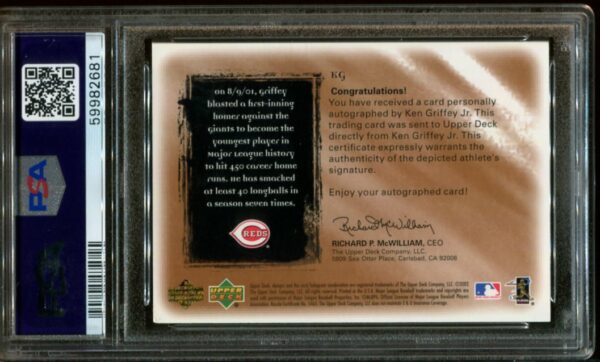 PSA
59982681
KG
on 8/9/01, Griffey
blasted a first-inning
homer against the
Giants to become the
youngest player in
Major League history
to hit 450 career home
runs. He has smacked
at least 40 longballs in
a season seven times.
REDS
Congratulations!
You have received a card personally
autographed by Ken Griffey Jr. This
trading card was sent to Upper Deck
directly from Ken Griffey Jr. This
certificate expressly warrants the
authenticity of the depicted athlete's
signature.
Enjoy your autographed card!
Richard P. McWilliam
RICHARD P. McWILLIAM, CEO
The Upper Deck Company, LLC.
5909 Sea Otter Place, Carlsbad, CA 92008
UPPER
DECK